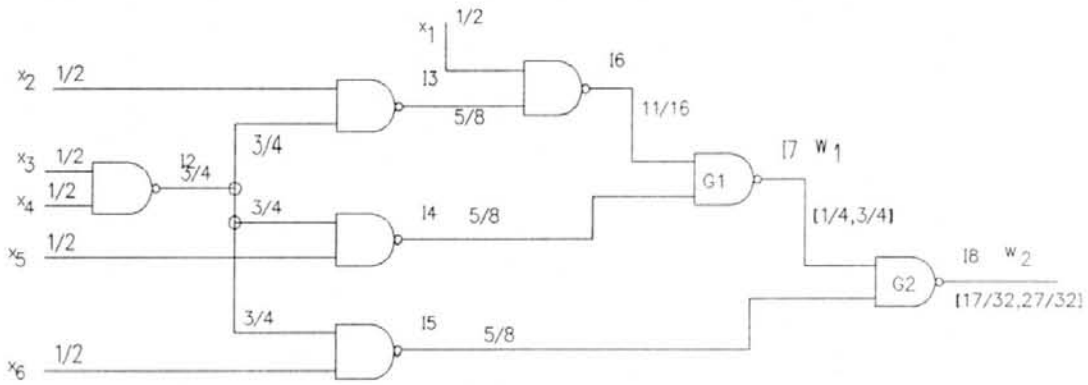 x1 1/2
x2 1/2
I3
I6
5/8
11/16
3/4
x3 1/2
I2
3/4
x4 1/2
I7 W1
G1
3/4
I4 5/8
[1/4,3/4]
x5 1/2
I8 W2
G2
[17/32,27/32]
3/4
I5 5/8
x6 1/2